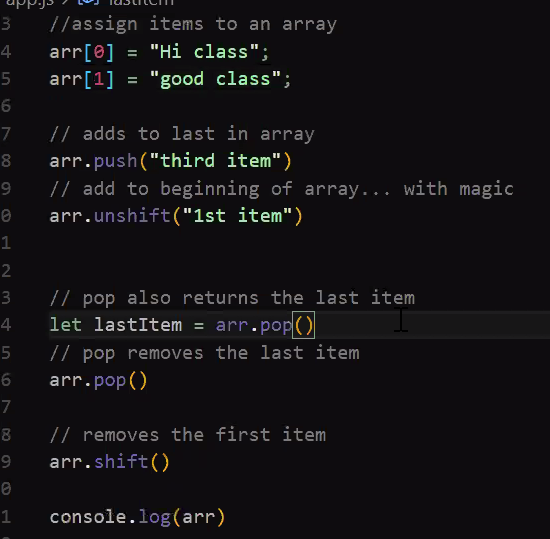 app.js > lastItem
3 //assign items to an array
4 arr[0] = "Hi class";
5 arr[1] = "good class";
6
7 // adds to last in array
8 arr.push("third item")
9 // add to beginning of array... with magic
0 arr.unshift("1st item")
1
2
3 // pop also returns the last item
4 let lastItem = arr.pop()
5 // pop removes the last item
6 arr.pop()
7
8 // removes the first item
9 arr.shift()
0
1 console.log(arr)